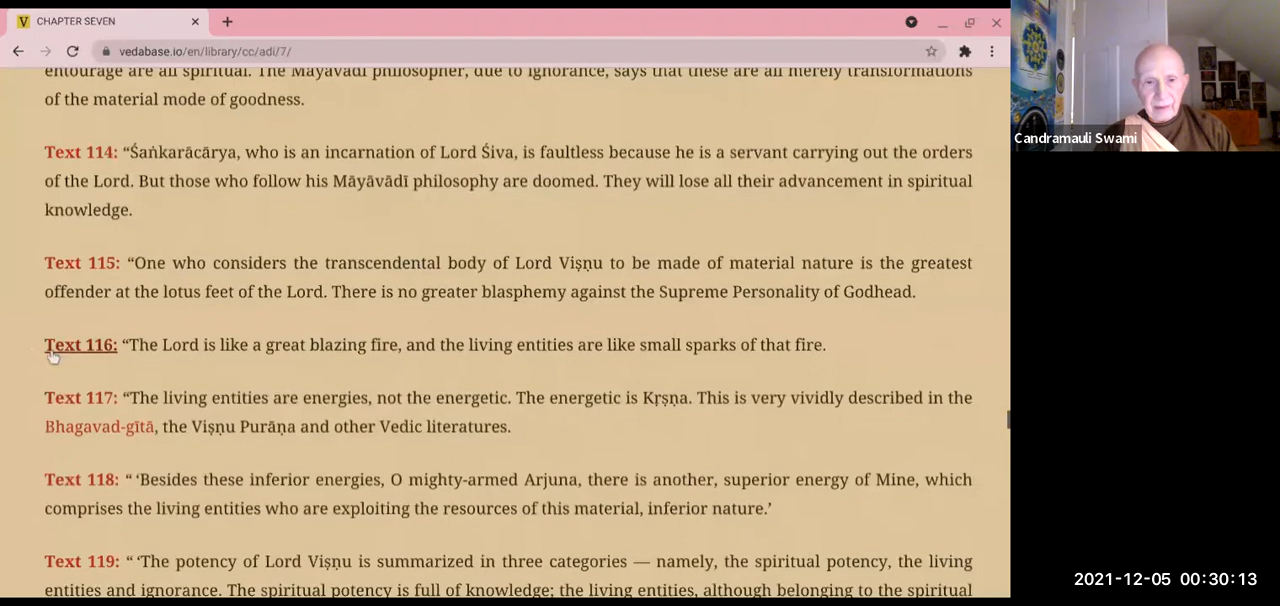 CHAPTER SEVEN
vedabase.io/en/library/cc/adi/7/
entourage are all spiritual. The Māyāvādī philosopher, due to ignorance, says that these are all merely transformations
of the material mode of goodness.
Text 114: “Śaṅkarācārya, who is an incarnation of Lord Śiva, is faultless because he is a servant carrying out the orders
of the Lord. But those who follow his Māyāvādī philosophy are doomed. They will lose all their advancement in spiritual
knowledge.
Text 115: “One who considers the transcendental body of Lord Viṣṇu to be made of material nature is the greatest
offender at the lotus feet of the Lord. There is no greater blasphemy against the Supreme Personality of Godhead.
Text 116: “The Lord is like a great blazing fire, and the living entities are like small sparks of that fire.
Text 117: “The living entities are energies, not the energetic. The energetic is Kṛṣṇa. This is very vividly described in the
Bhagavad-gītā, the Viṣṇu Purāṇa and other Vedic literatures.
Text 118: “ ‘Besides these inferior energies, O mighty-armed Arjuna, there is another, superior energy of Mine, which
comprises the living entities who are exploiting the resources of this material, inferior nature.’
Text 119: “ ‘The potency of Lord Viṣṇu is summarized in three categories — namely, the spiritual potency, the living
entities and ignorance. The spiritual potency is full of knowledge; the living entities, although belonging to the spiritual
Candramauli Swami
2021-12-05 00:30:13